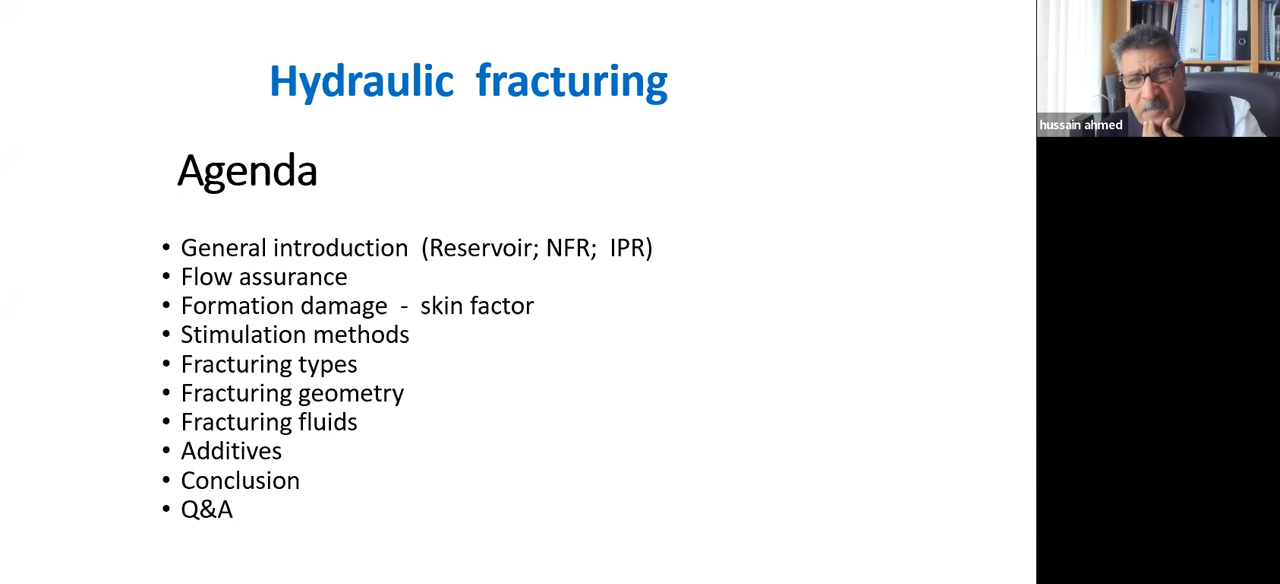 Hydraulic fracturing
Agenda
• General introduction (Reservoir; NFR; IPR)
• Flow assurance
• Formation damage - skin factor
• Stimulation methods
• Fracturing types
• Fracturing geometry
• Fracturing fluids
• Additives
• Conclusion
• Q&A
hussain ahmed